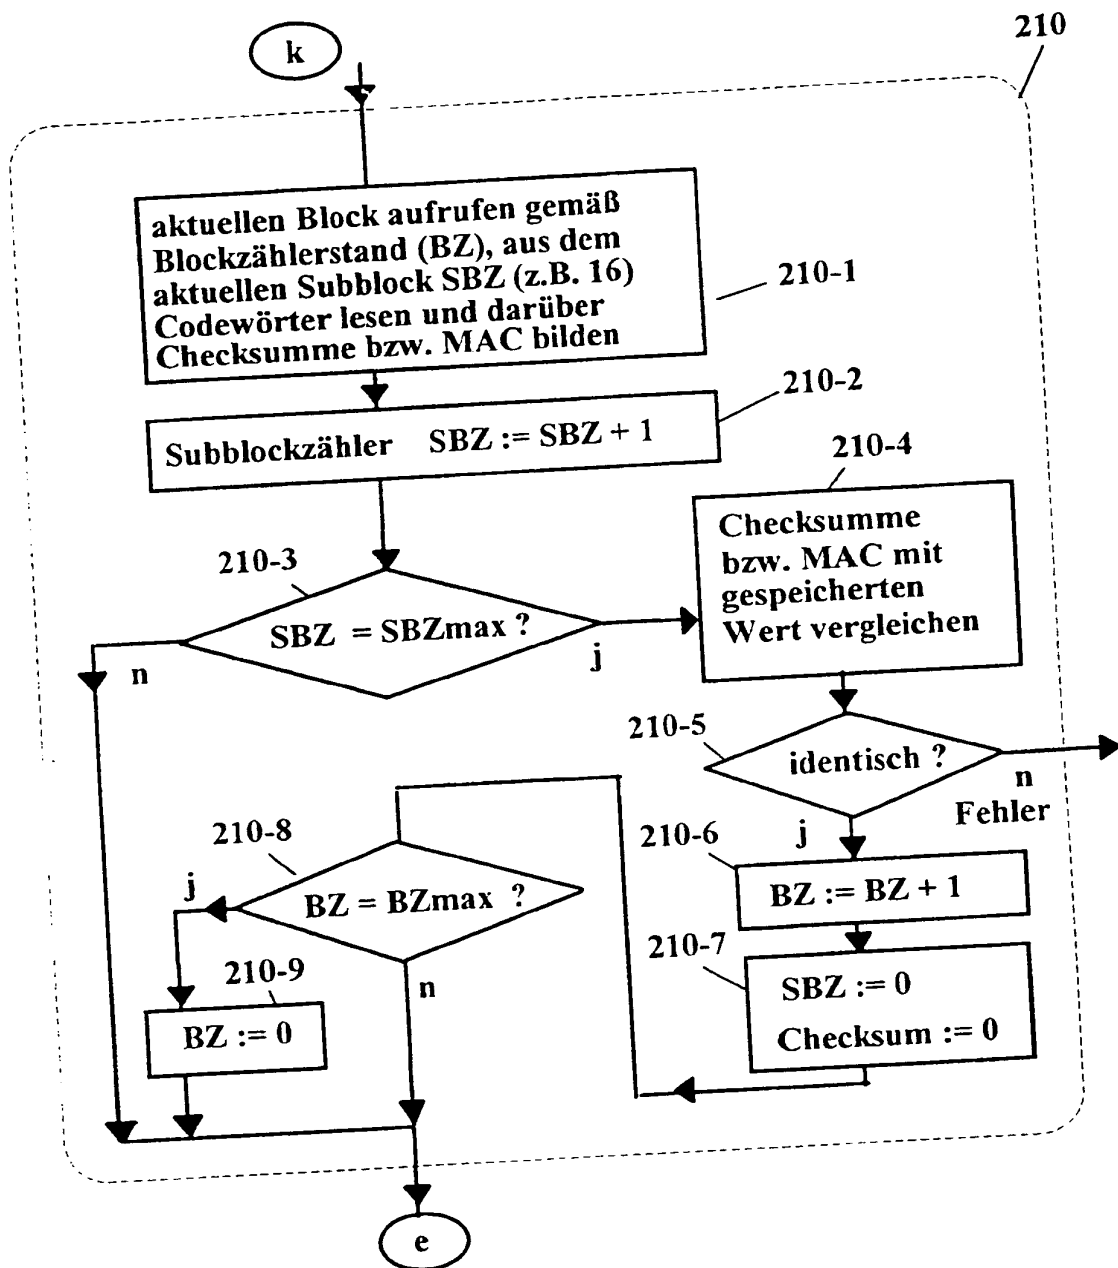 210
k
aktuellen Block aufrufen gemäß
Blockzählerstand (BZ), aus dem
aktuellen Subblock SBZ (z.B. 16)
Codewörter lesen und darüber
Checksumme bzw. MAC bilden
210-1
210-2
Subblockzähler SBZ := SBZ + 1
210-4
Checksumme
bzw. MAC mit
gespeicherten
Wert vergleichen
210-3
SBZ = SBZmax ?
n
j
210-5
identisch ?
n
Fehler
j
210-6
BZ := BZ + 1
210-7
SBZ := 0
Checksum := 0
210-8
BZ = BZmax ?
j
n
210-9
BZ := 0
e